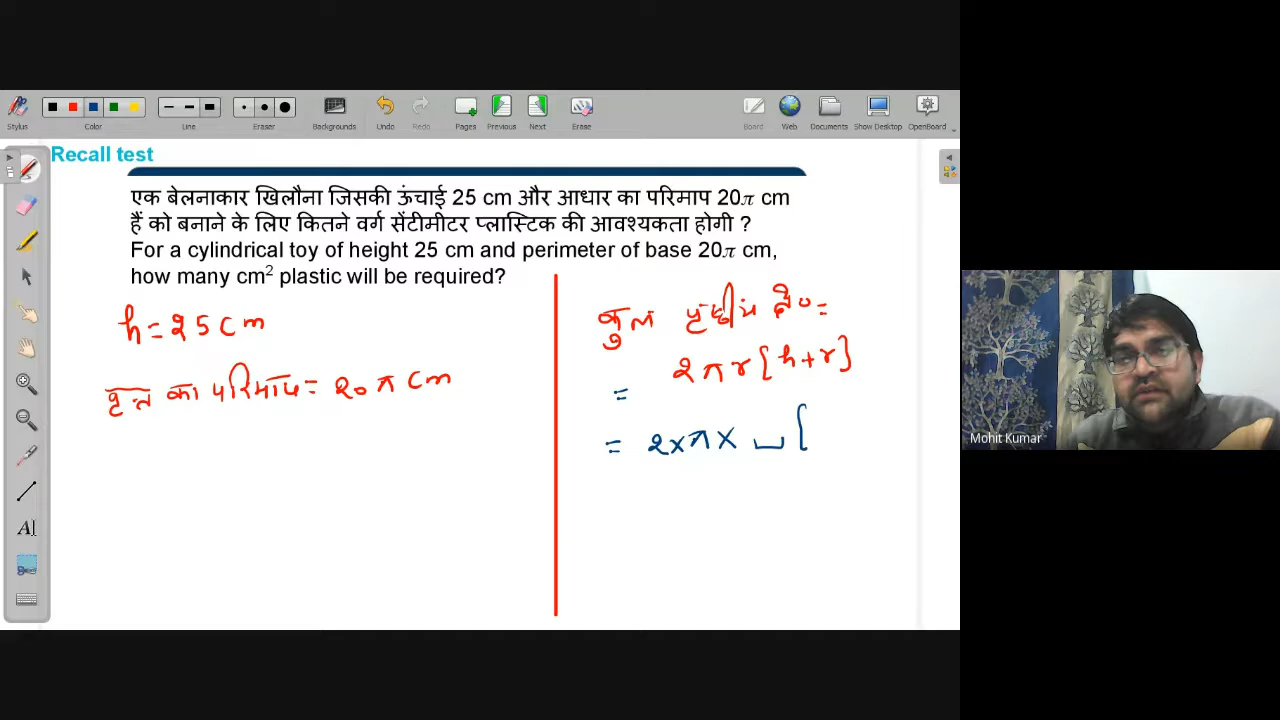 Stylus
Color
Line
Eraser
Backgrounds
Undo
Redo
Pages
Previous
Next
Erase
Board
Web
Documents
Show Desktop
OpenBoard
Recall test
एक बेलनाकार खिलौना जिसकी ऊंचाई 25 cm और आधार का परिमाप 20π cm
हैं को बनाने के लिए कितने वर्ग सेंटीमीटर प्लास्टिक की आवश्यकता होगी ?
For a cylindrical toy of height 25 cm and perimeter of base 20π cm,
how many cm² plastic will be required?
h = 25 cm
वृत्त का परिमाप = 20 π cm
कुल पृष्ठीय क्षे० =
= 2πr[h+r]
= 2×π× [
Mohit Kumar